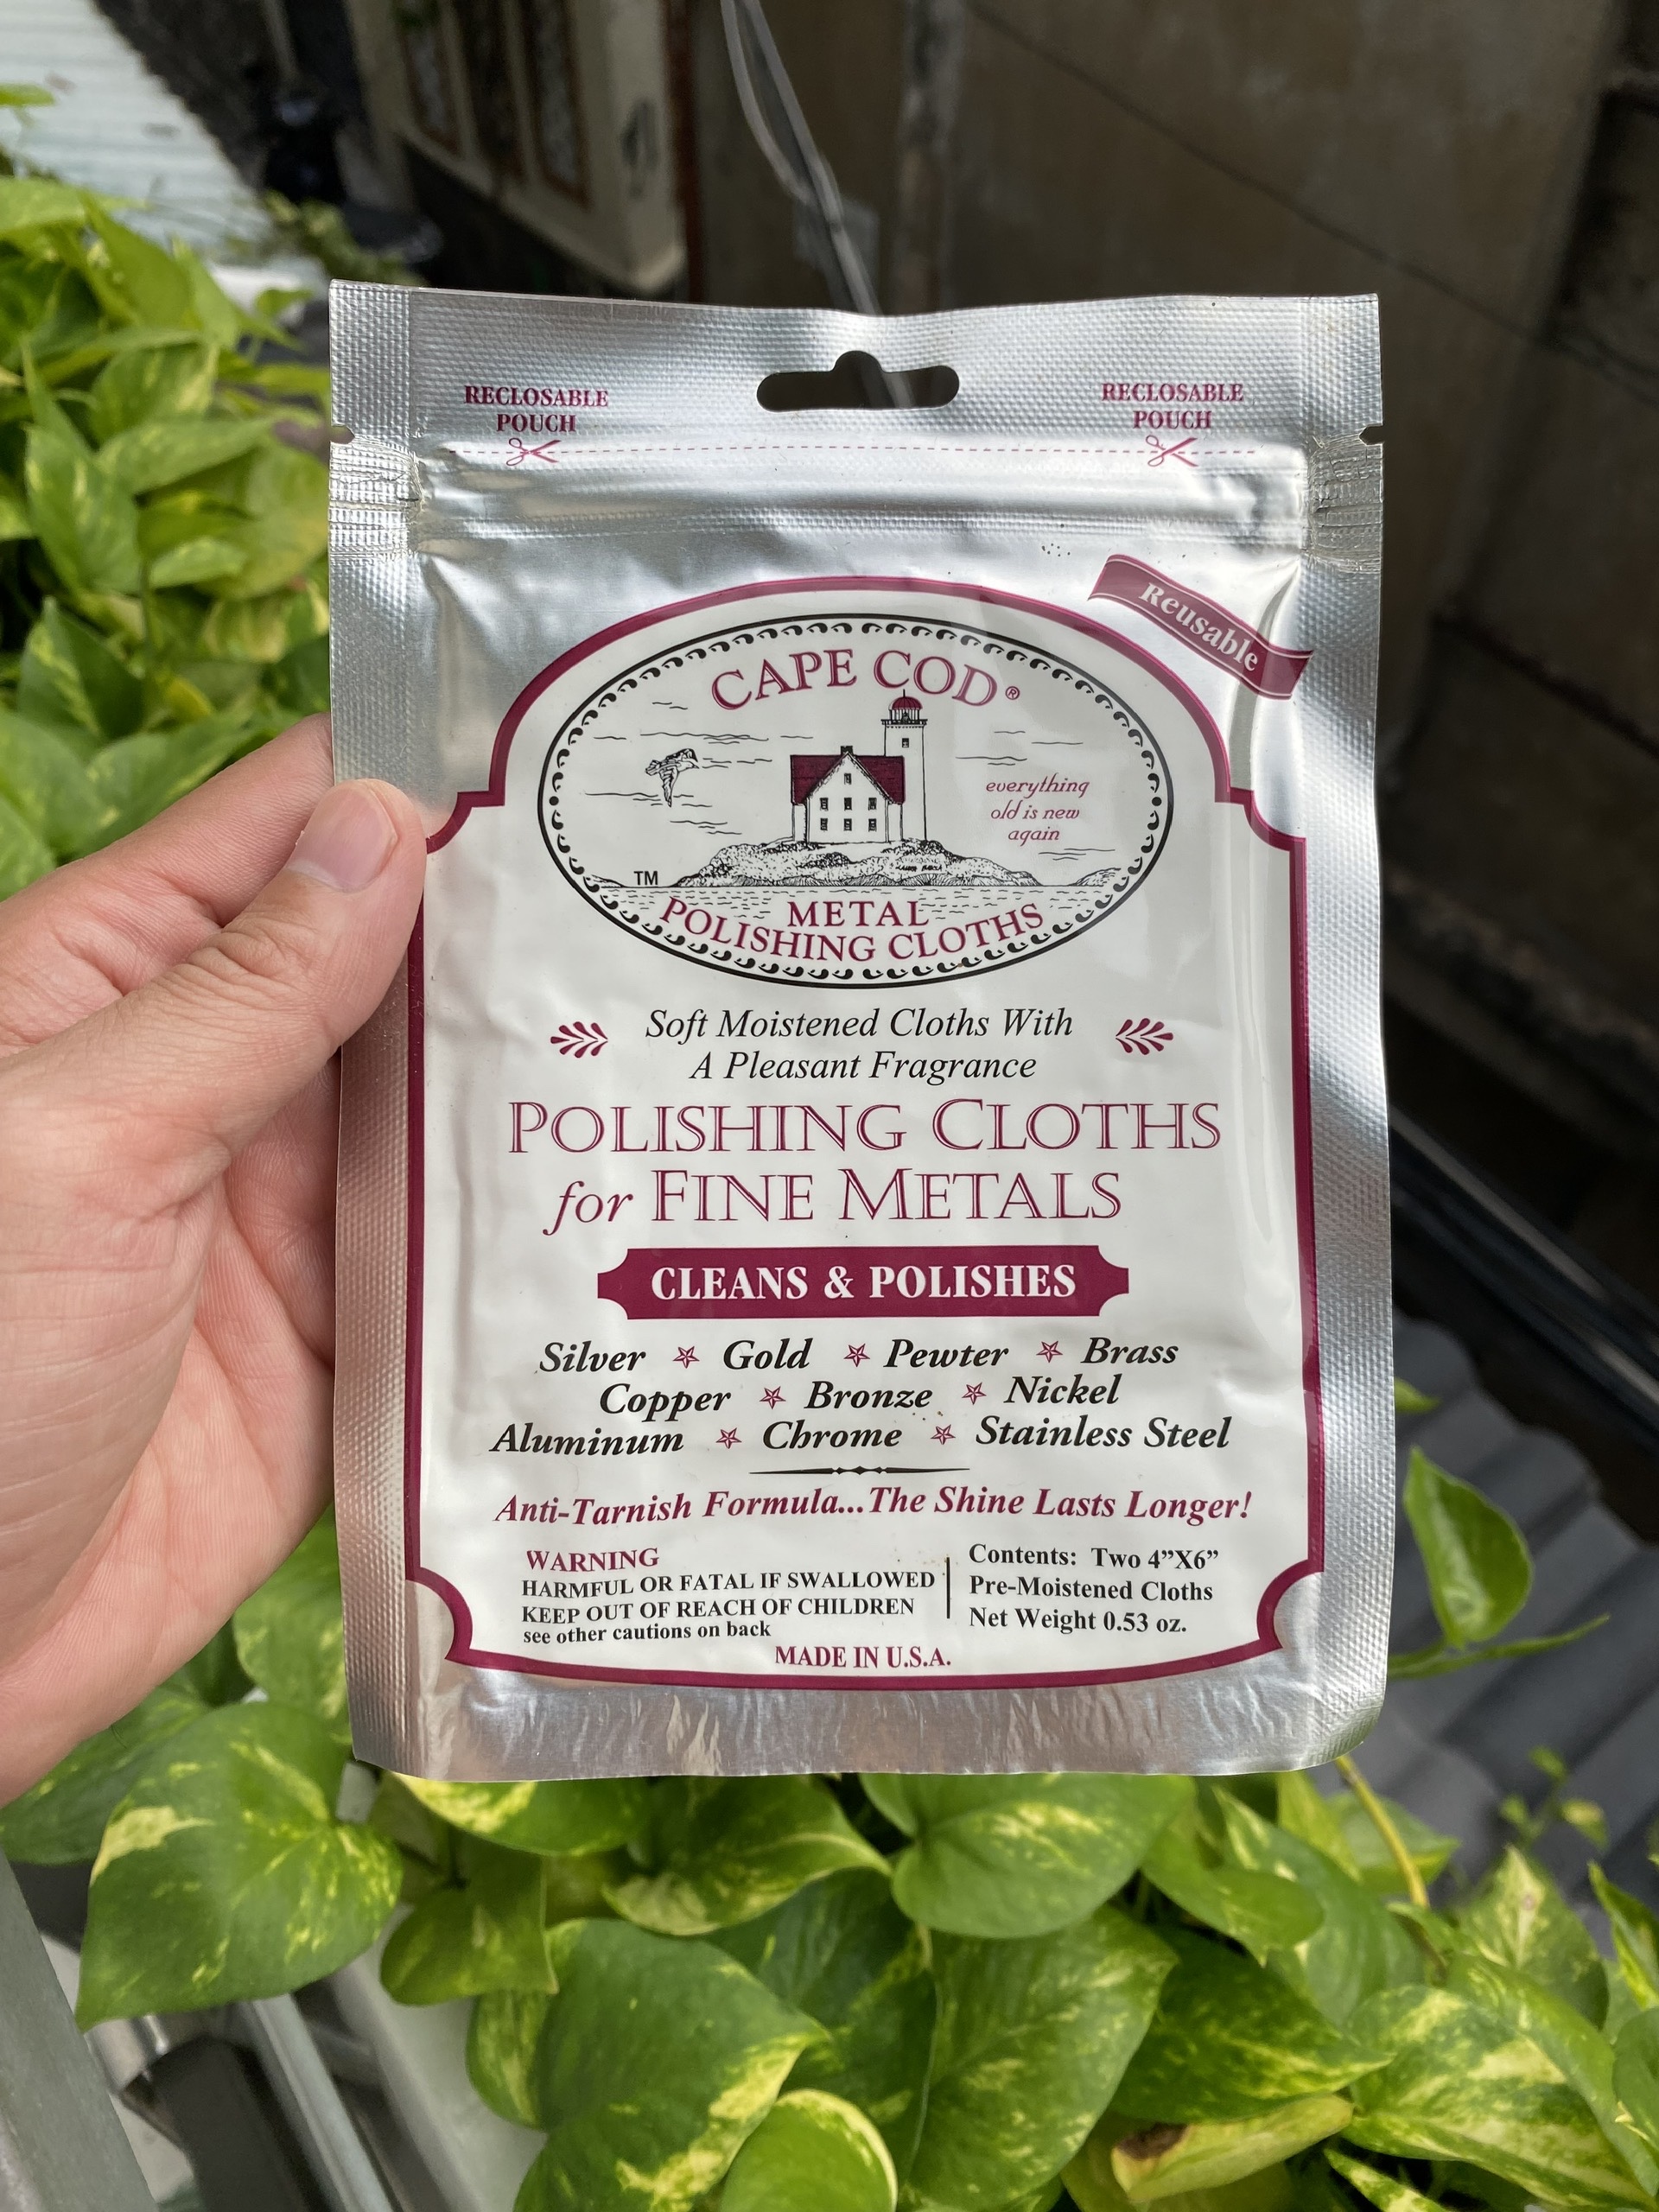 RECLOSABLE
POUCH
RECLOSABLE
POUCH
Reusable
CAPE COD®
everything
old is new
again
TM
METAL
POLISHING CLOTHS
Soft Moistened Cloths With
A Pleasant Fragrance
POLISHING CLOTHS
for FINE METALS
CLEANS & POLISHES
Silver ☆ Gold ☆ Pewter ☆ Brass
Copper ☆ Bronze ☆ Nickel
Aluminum ☆ Chrome ☆ Stainless Steel
Anti-Tarnish Formula...The Shine Lasts Longer!
WARNING
HARMFUL OR FATAL IF SWALLOWED
KEEP OUT OF REACH OF CHILDREN
see other cautions on back
Contents: Two 4”X6”
Pre-Moistened Cloths
Net Weight 0.53 oz.
MADE IN U.S.A.